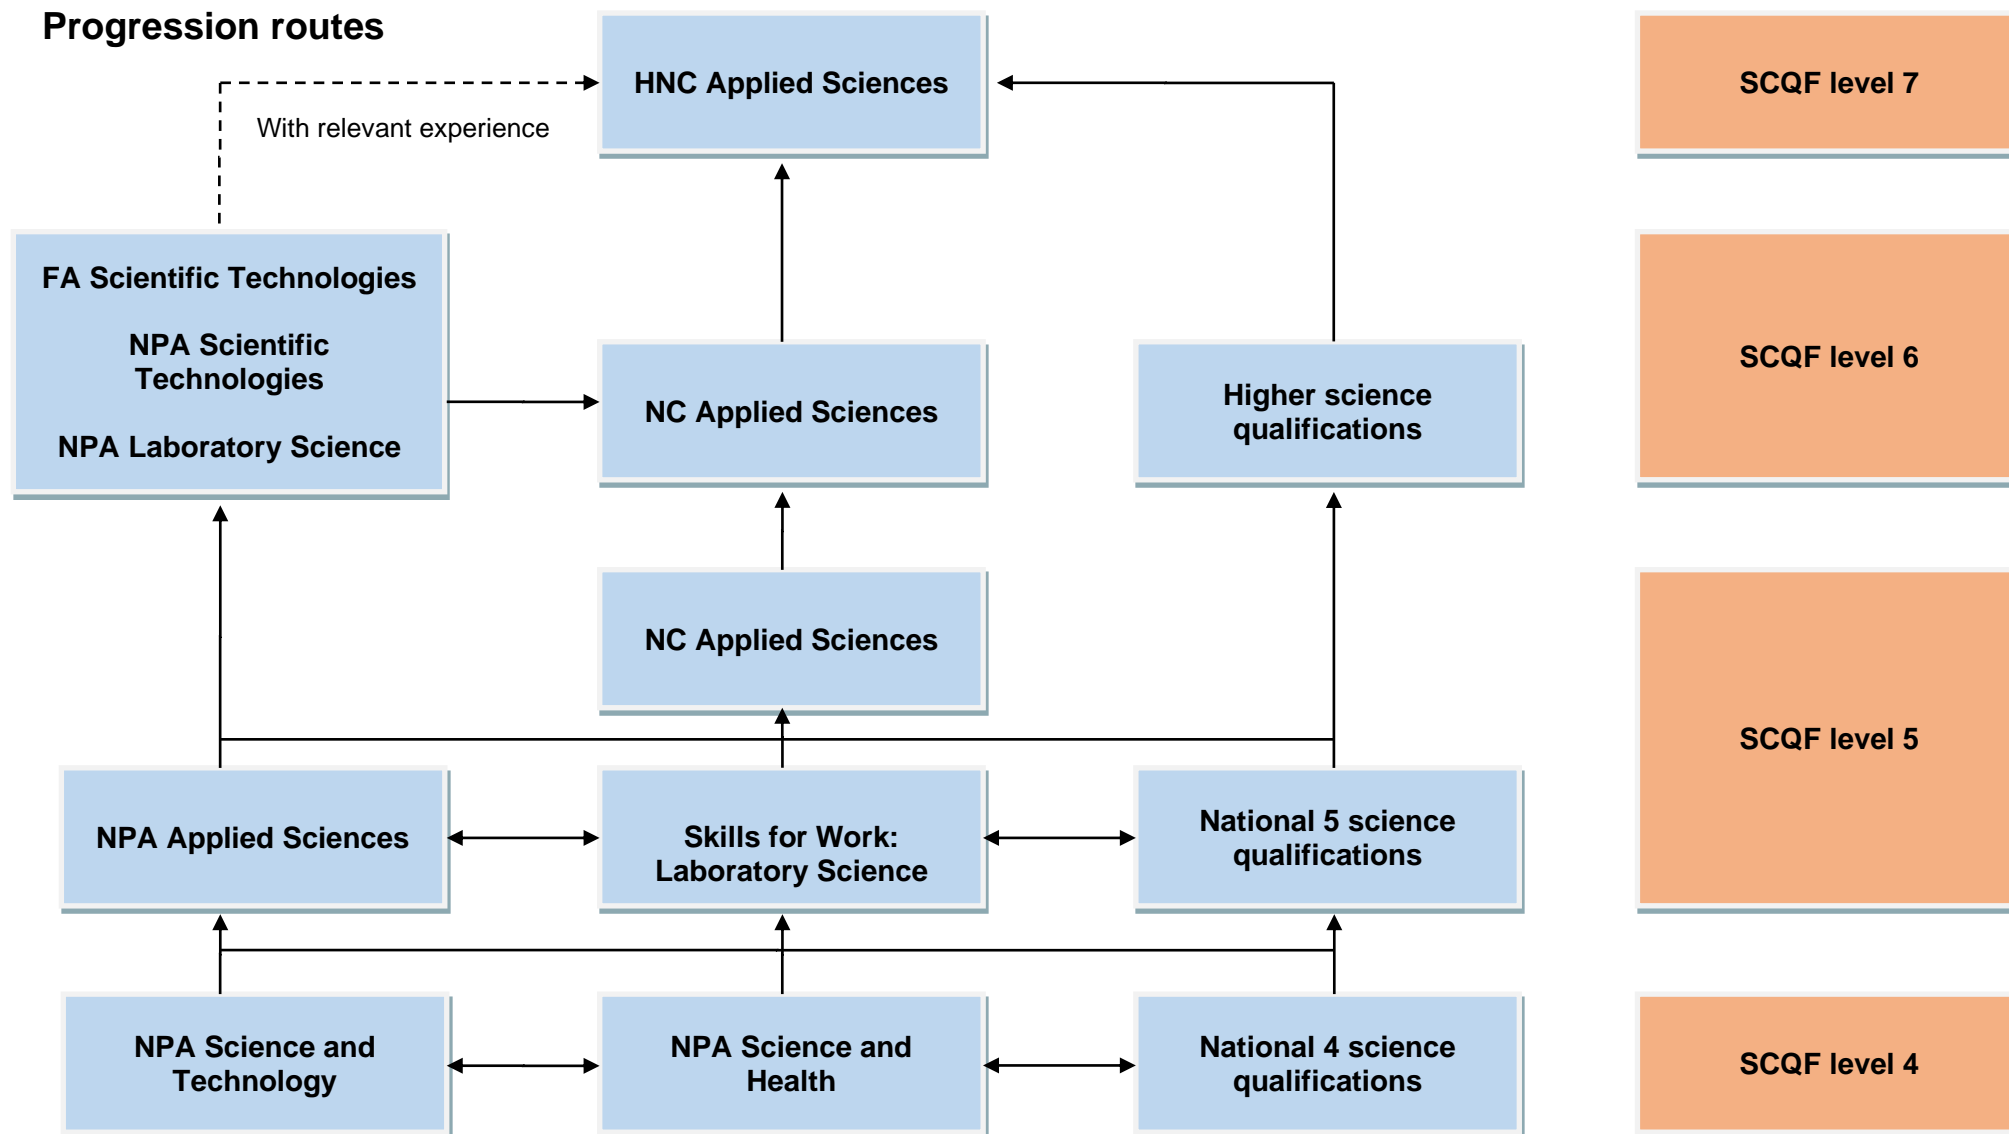 Progression routes
HNC Applied Sciences
SCQF level 7
With relevant experience
FA Scientific Technologies
NPA Scientific
Technologies
NPA Laboratory Science
NC Applied Sciences
Higher science
qualifications
SCQF level 6
NC Applied Sciences
SCQF level 5
NPA Applied Sciences
Skills for Work:
Laboratory Science
National 5 science
qualifications
NPA Science and
Technology
NPA Science and
Health
National 4 science
qualifications
SCQF level 4